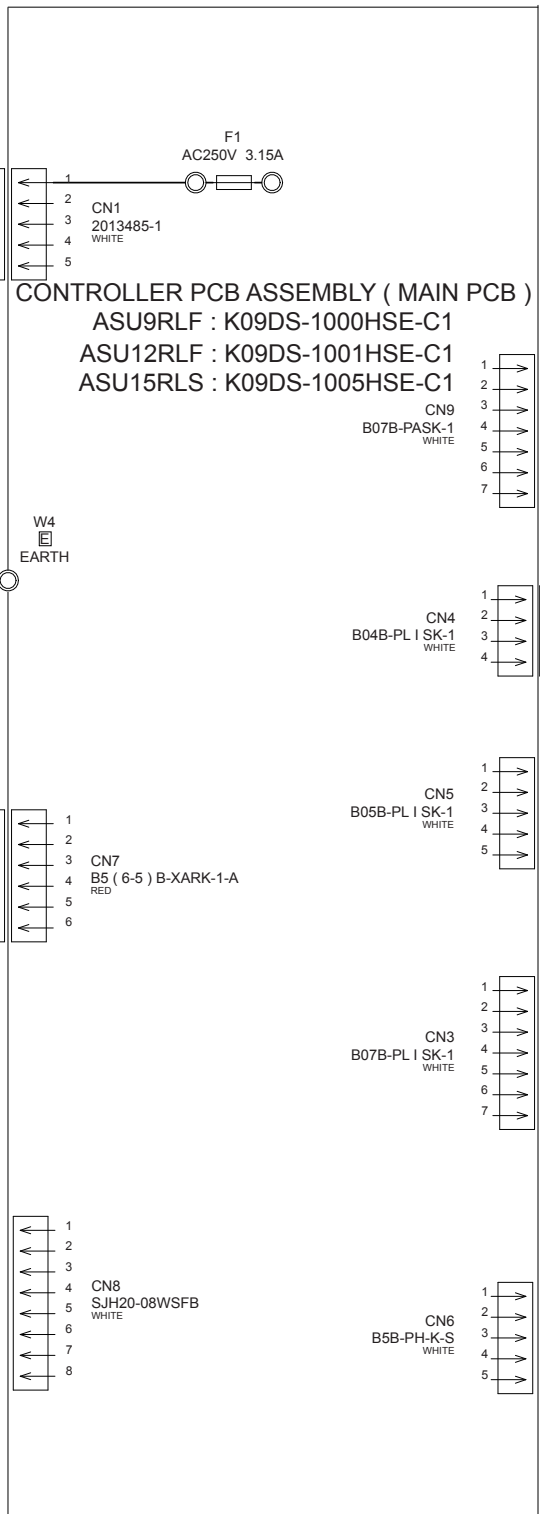 F1
AC250V 3.15A
1
2
3
4
5
CN1
2013485-1
WHITE
CONTROLLER PCB ASSEMBLY ( MAIN PCB )
ASU9RLF : K09DS-1000HSE-C1
ASU12RLF : K09DS-1001HSE-C1
ASU15RLS : K09DS-1005HSE-C1
CN9
B07B-PASK-1
WHITE
1
2
3
4
5
6
7
W4
E
EARTH
CN4
B04B-PL I SK-1
WHITE
1
2
3
4
CN5
B05B-PL I SK-1
WHITE
1
2
3
4
5
1
2
3
4
5
6
CN7
B5 ( 6-5 ) B-XARK-1-A
RED
CN3
B07B-PL I SK-1
WHITE
1
2
3
4
5
6
7
1
2
3
4
5
6
7
8
CN8
SJH20-08WSFB
WHITE
CN6
B5B-PH-K-S
WHITE
1
2
3
4
5